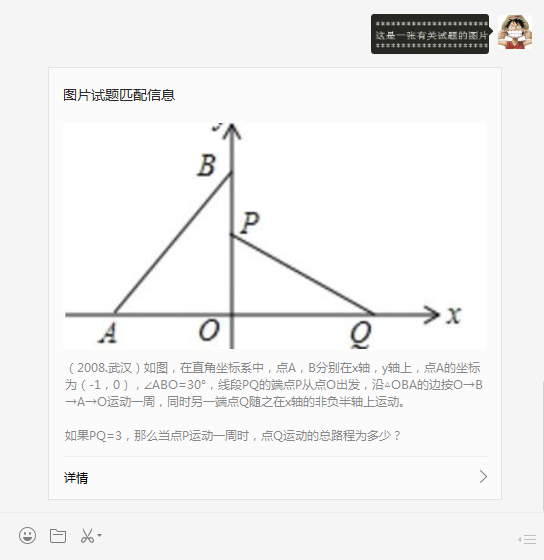 ********************
这是一张有关试题的图片
********************
图片试题匹配信息
y
B
P
A
O
Q
x
（2008.武汉）如图，在直角坐标系中，点A，B分别在x轴，y轴上，点A的坐标
为（-1，0），∠ABO=30°，线段PQ的端点P从点O出发，沿△OBA的边按O→B
→A→O运动一周，同时另一端点Q随之在x轴的非负半轴上运动。
如果PQ=3，那么当点P运动一周时，点Q运动的总路程为多少？
详情